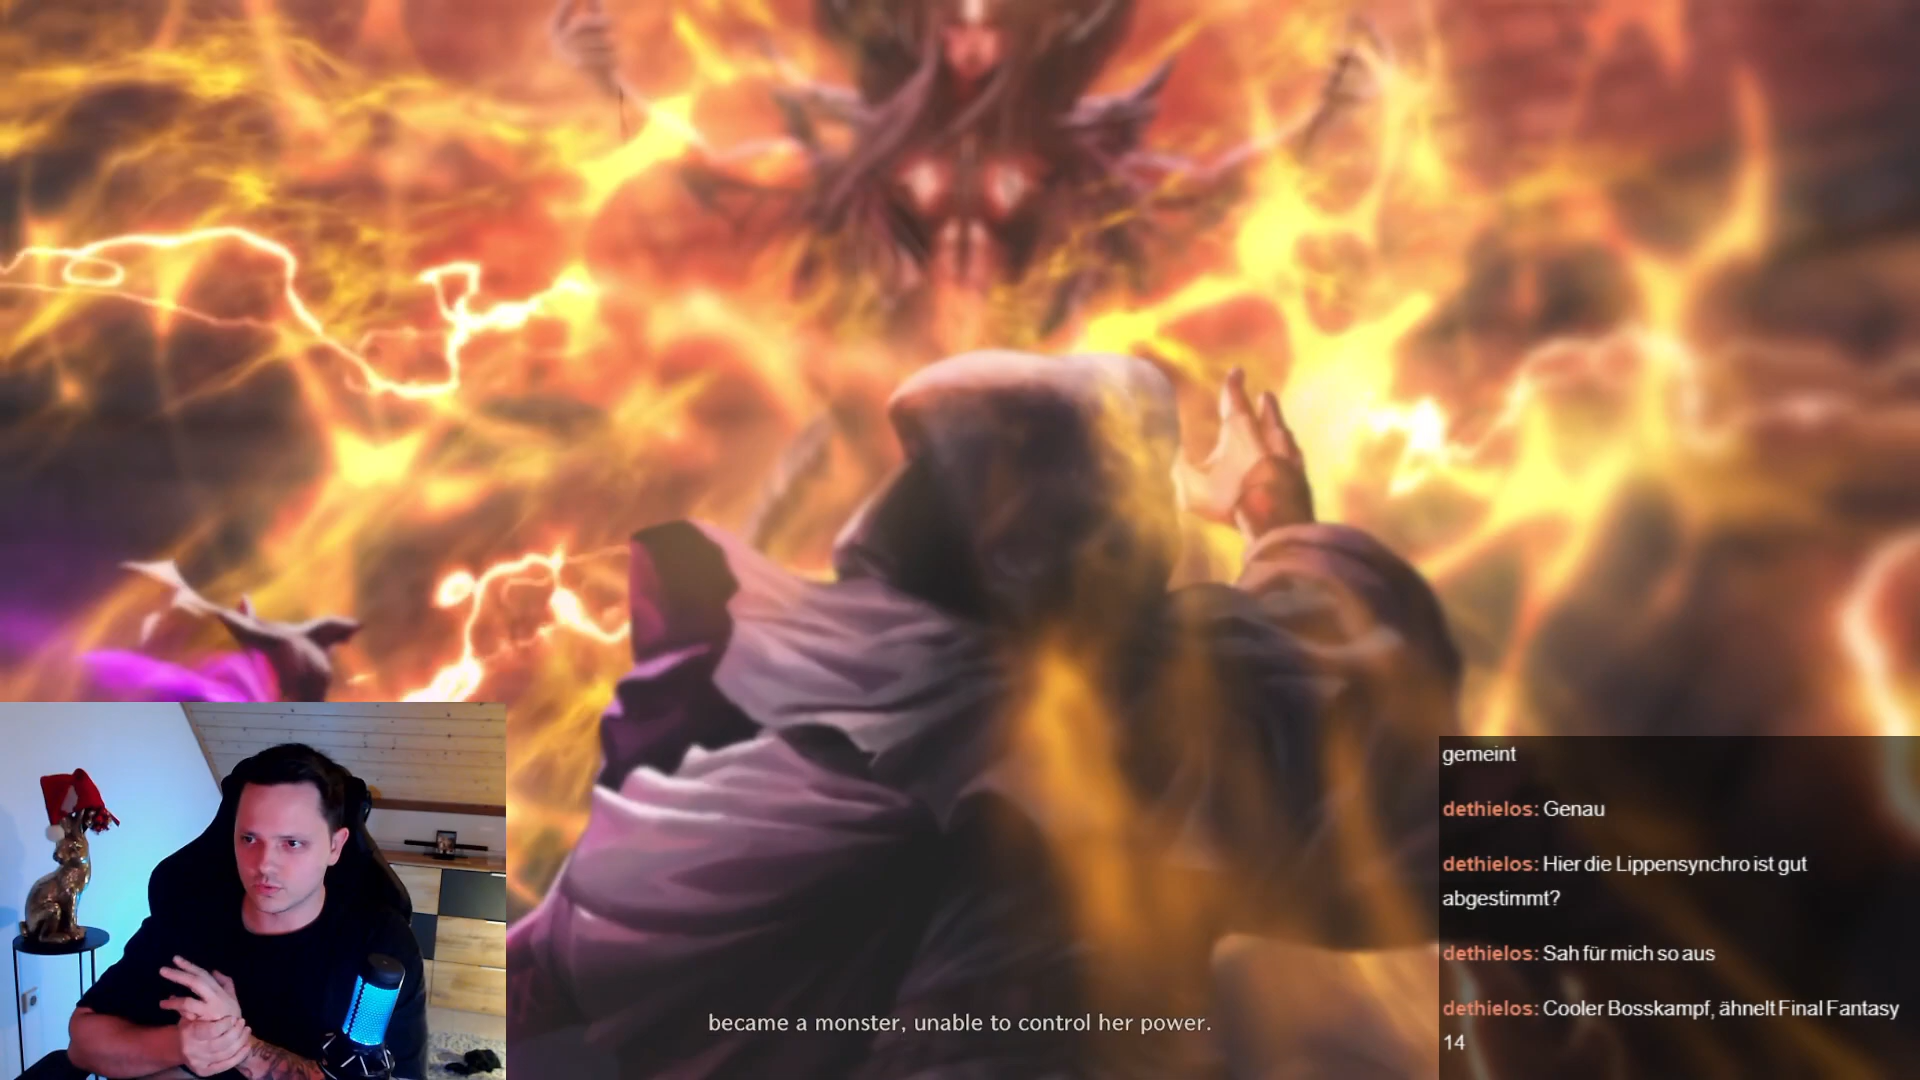 became a monster, unable to control her power.
gemeint
dethielos: Genau
dethielos: Hier die Lippensynchro ist gut
abgestimmt?
dethielos: Sah für mich so aus
dethielos: Cooler Bosskampf, ähnelt Final Fantasy
14